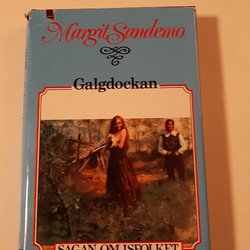 Margit Sandemo
Galgdockan
SAGAN OM ISFOLKET